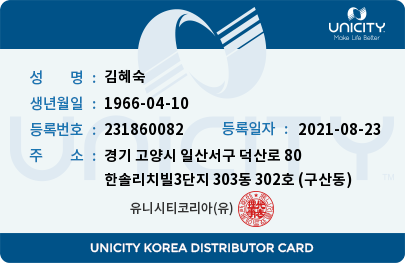 UNICITY
Make Life Better
성 명 : 김혜숙
생년월일 : 1966-04-10
등록번호 : 231860082 등록일자 : 2021-08-23
주 소 : 경기 고양시 일산서구 덕산로 80
한솔리치빌3단지 303동 302호 (구산동)
UNICITY
유니시티코리아(유)
UNICITY KOREA DISTRIBUTOR CARD